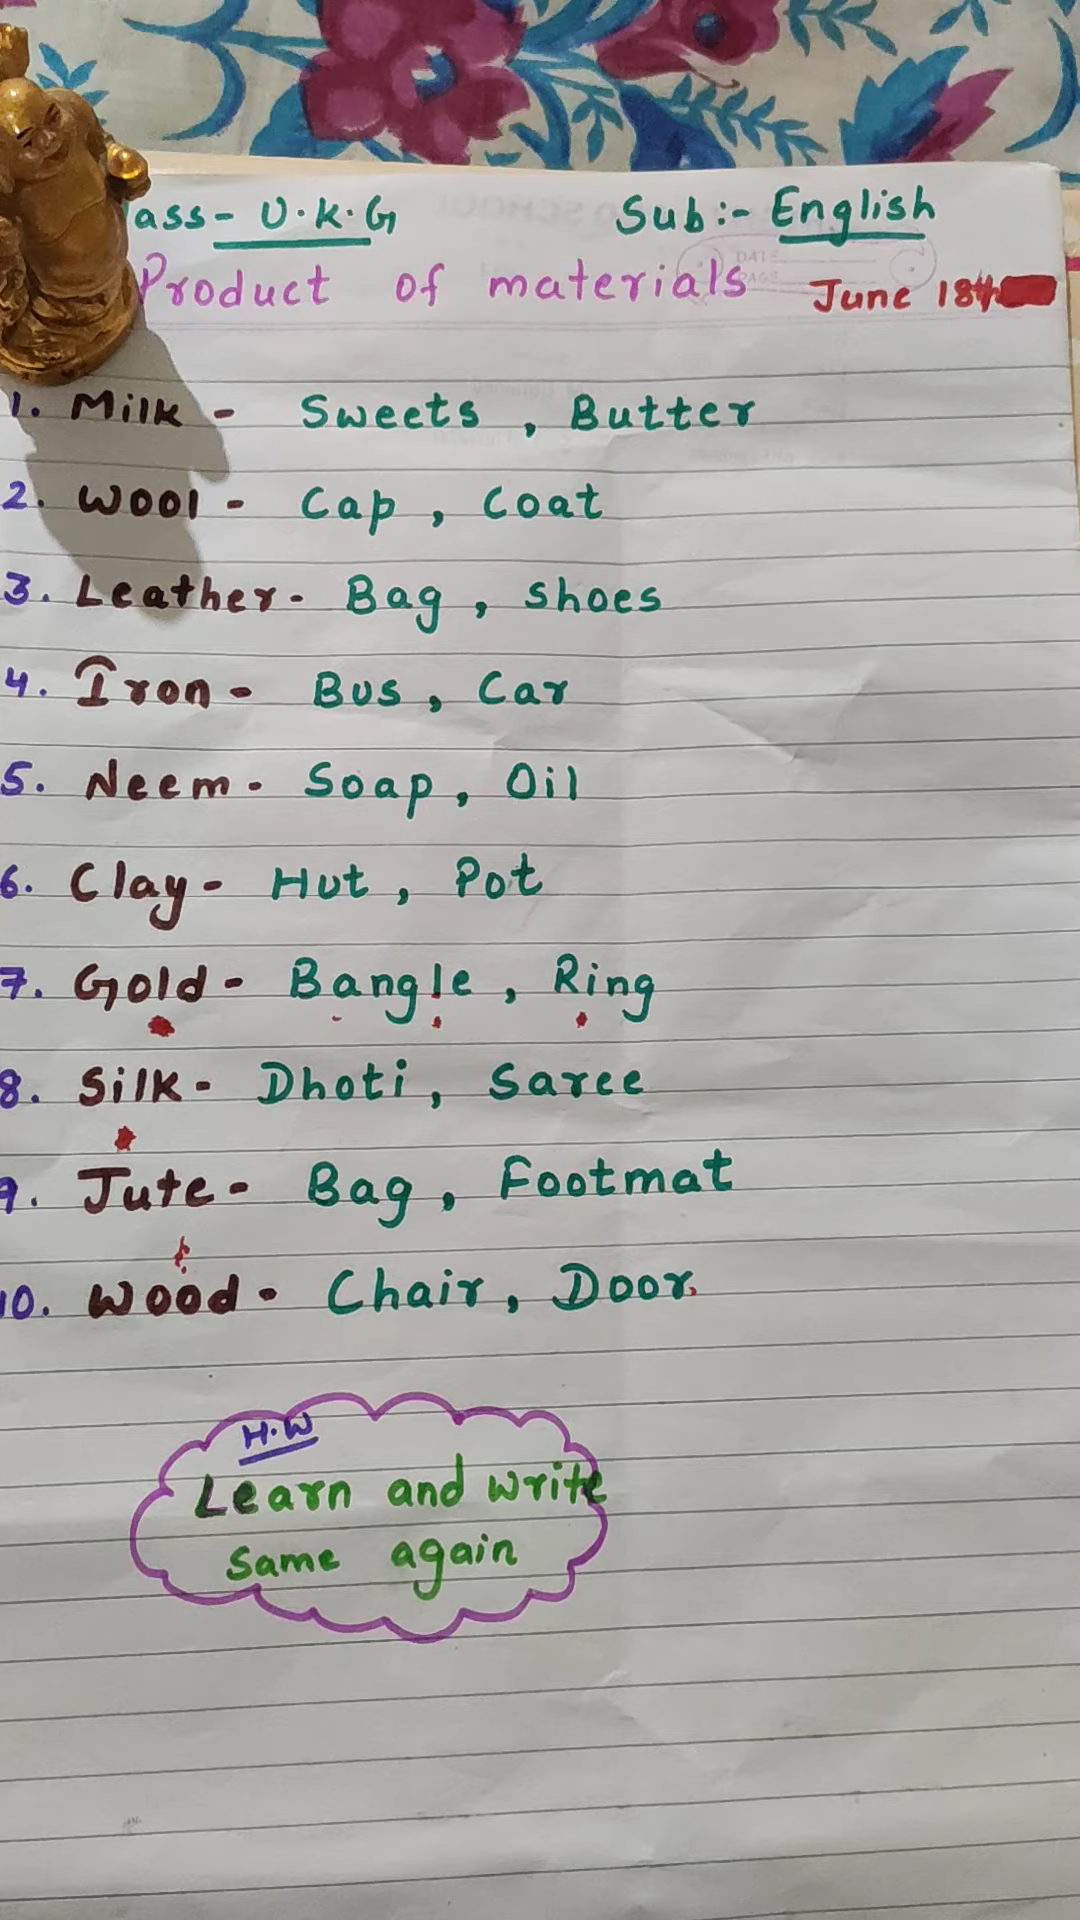 ass- U.K.G Sub:- English
Product of materials June 18th
1. Milk - Sweets, Butter
2. Wool - Cap, Coat
3. Leather- Bag, shoes
4. Iron- Bus, Car
5. Neem- Soap, Oil
6. Clay- Hut, Pot
7. Gold- Bangle, Ring
8. Silk- Dhoti, Saree
9. Jute- Bag, Footmat
10. Wood- Chair, Door.
H.W
Learn and write
same again